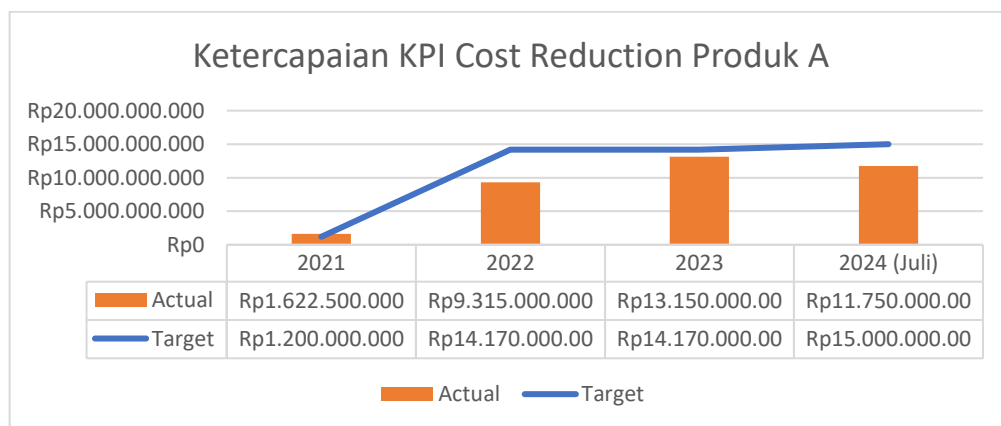 Ketercapaian KPI Cost Reduction Produk A
Rp20.000.000.000
Rp15.000.000.000
Rp10.000.000.000
Rp5.000.000.000
Rp0
2021 2022 2023 2024 (Juli)
Actual Rp1.622.500.000 Rp9.315.000.000 Rp13.150.000.00 Rp11.750.000.00
Target Rp1.200.000.000 Rp14.170.000.00 Rp14.170.000.00 Rp15.000.000.00
Actual Target